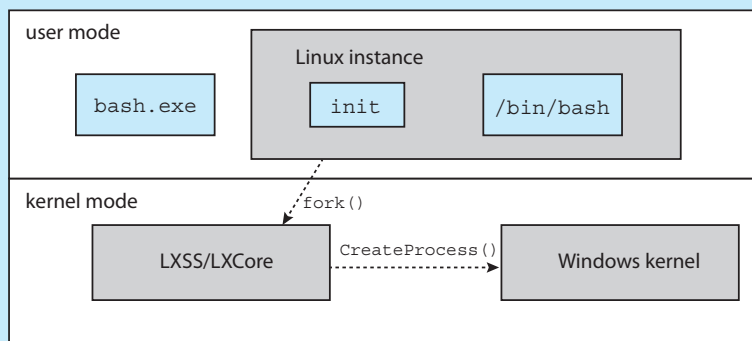 user mode
Linux instance
bash.exe
init
/bin/bash
kernel mode
fork()
LXSS/LXCore
CreateProcess()
Windows kernel